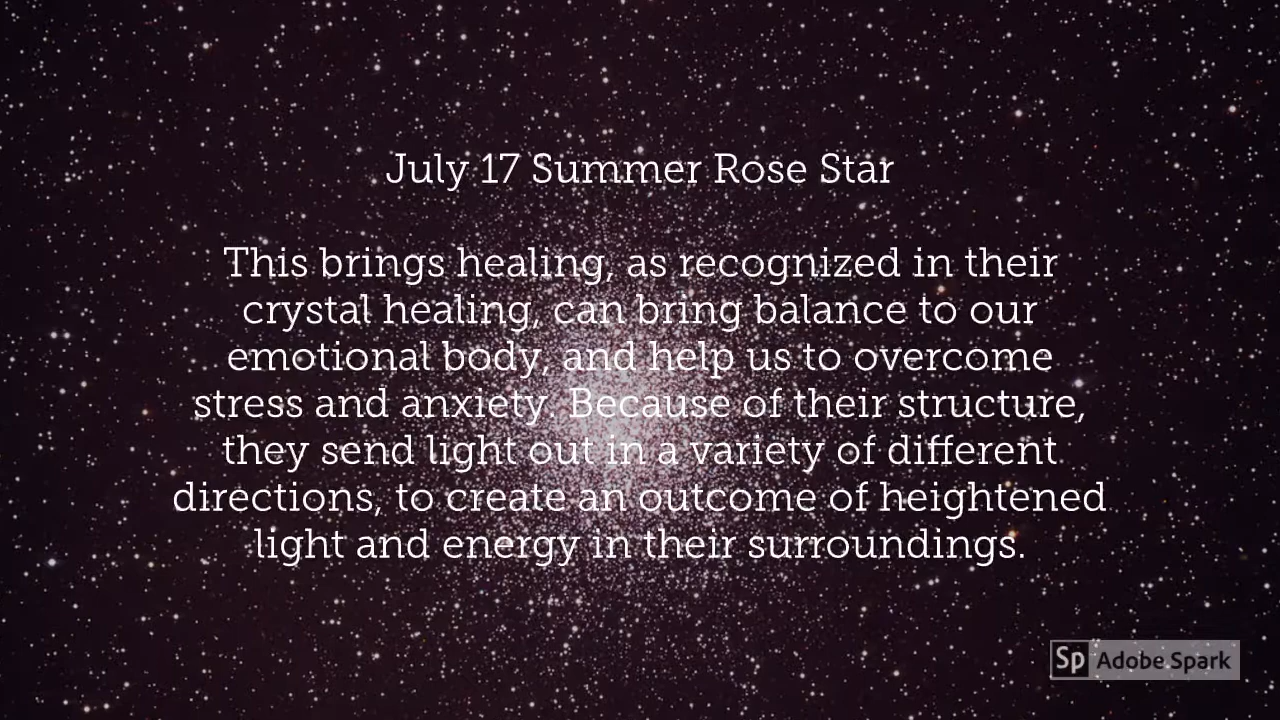 July 17 Summer Rose Star
This brings healing, as recognized in their
crystal healing, can bring balance to our
emotional body, and help us to overcome
stress and anxiety. Because of their structure,
they send light out in a variety of different
directions, to create an outcome of heightened
light and energy in their surroundings.
Sp Adobe Spark